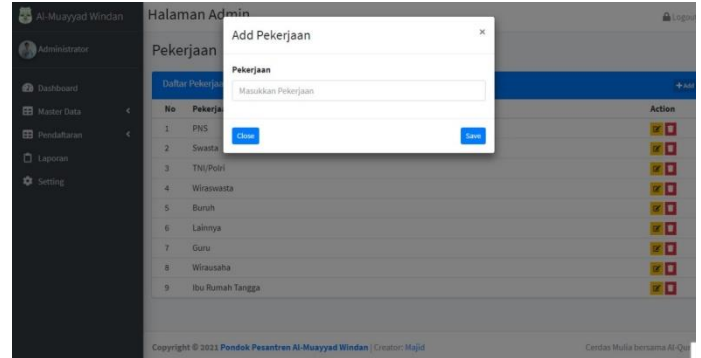 Al-Muayyad Windan
Halaman Admin
Logout
Administrator
Pekerjaan
Add Pekerjaan
×
Pekerjaan
Masukkan Pekerjaan
Close
Save
Dashboard
Master Data
Pendaftaran
Laporan
Setting
Daftar Pekerjaan
+Add
No Pekerja Action
1 PNS
2 Swasta
3 TNI/Polri
4 Wiraswasta
5 Buruh
6 Lainnya
7 Guru
8 Wirausaha
9 Ibu Rumah Tangga
Copyright © 2021 Pondok Pesantren Al-Muayyad Windan | Creator: Majid
Cerdas Mulia bersama Al-Qu